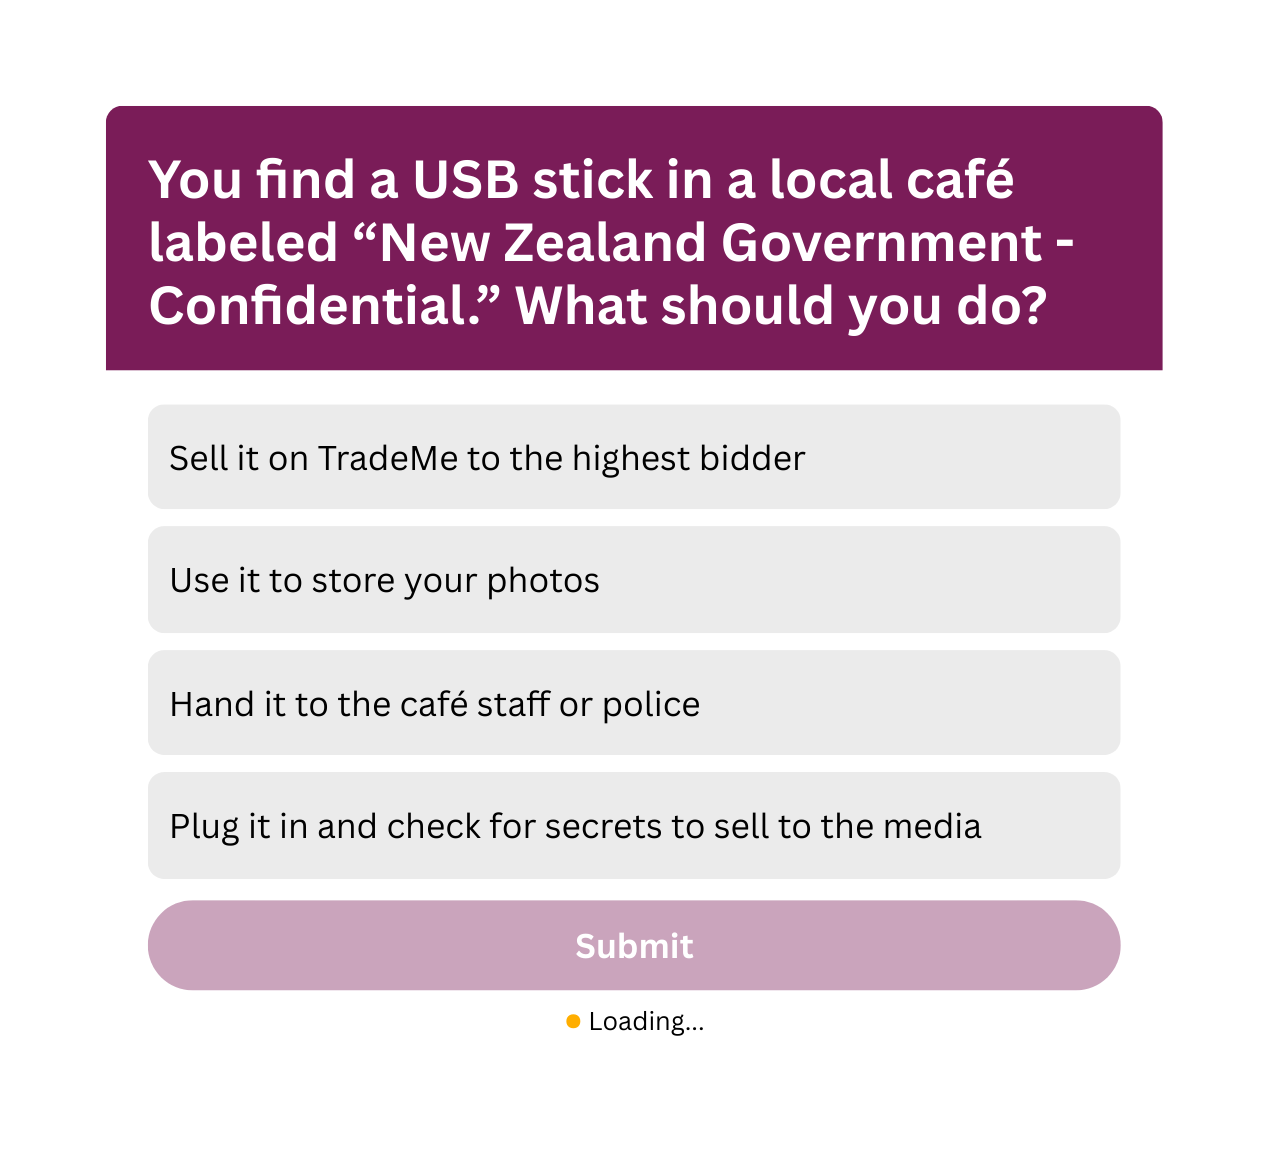 You find a USB stick in a local café
labeled “New Zealand Government -
Confidential.” What should you do?
Sell it on TradeMe to the highest bidder
Use it to store your photos
Hand it to the café staff or police
Plug it in and check for secrets to sell to the media
Submit
Loading...